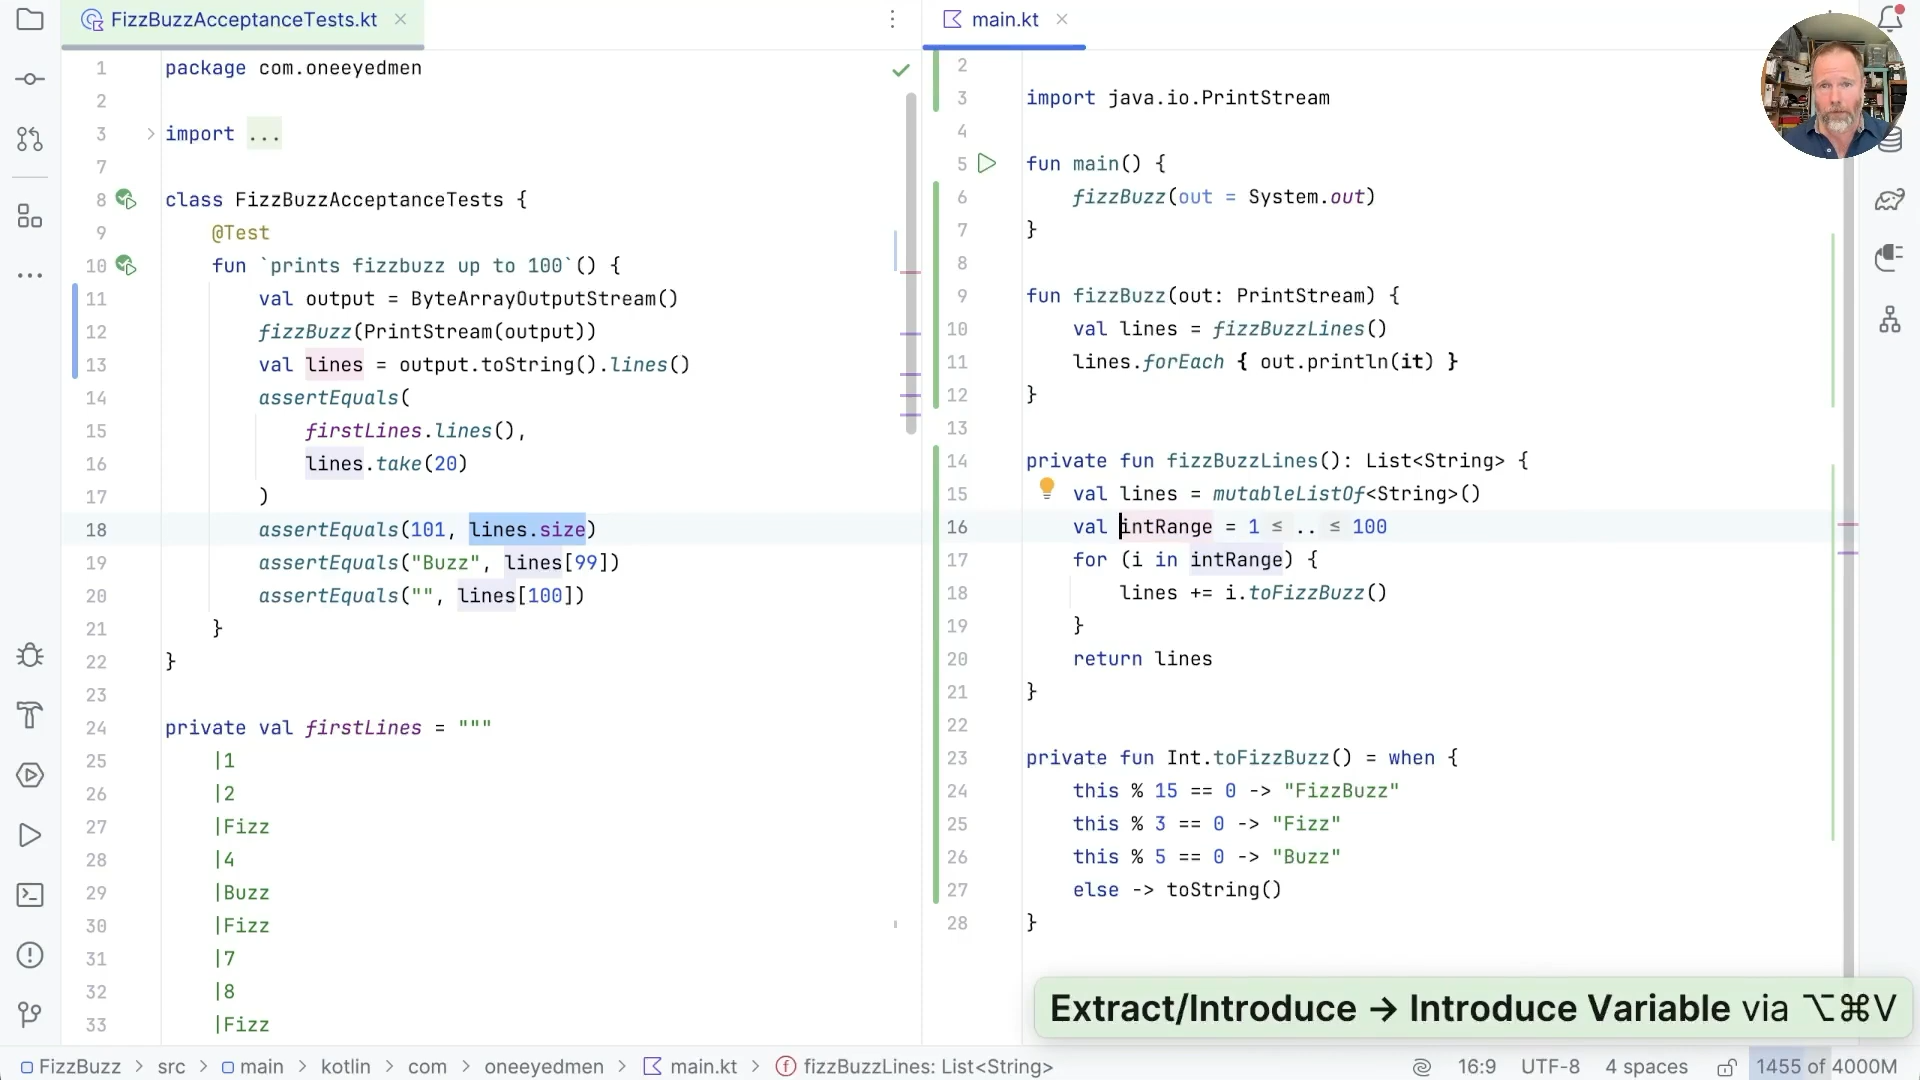 FizzBuzzAcceptanceTests.kt
1 package com.oneeyedmen
2
3 import ...
7
8 class FizzBuzzAcceptanceTests {
9 @Test
10 fun `prints fizzbuzz up to 100`() {
11 val output = ByteArrayOutputStream()
12 fizzBuzz(PrintStream(output))
13 val lines = output.toString().lines()
14 assertEquals(
15 firstLines.lines(),
16 lines.take(20)
17 )
18 assertEquals(101, lines.size)
19 assertEquals("Buzz", lines[99])
20 assertEquals("", lines[100])
21 }
22 }
23
24 private val firstLines = """
25 |1
26 |2
27 |Fizz
28 |4
29 |Buzz
30 |Fizz
31 |7
32 |8
33 |Fizz
main.kt
2
3 import java.io.PrintStream
4
5 fun main() {
6 fizzBuzz(out = System.out)
7 }
8
9 fun fizzBuzz(out: PrintStream) {
10 val lines = fizzBuzzLines()
11 lines.forEach { out.println(it) }
12 }
13
14 private fun fizzBuzzLines(): List<String> {
15 val lines = mutableListOf<String>()
16 val intRange = 1 ≤ .. ≤ 100
17 for (i in intRange) {
18 lines += i.toFizzBuzz()
19 }
20 return lines
21 }
22
23 private fun Int.toFizzBuzz() = when {
24 this % 15 == 0 -> "FizzBuzz"
25 this % 3 == 0 -> "Fizz"
26 this % 5 == 0 -> "Buzz"
27 else -> toString()
28 }
Extract/Introduce → Introduce Variable via ⌥⌘V
FizzBuzz > src > main > kotlin > com > oneeyedmen > main.kt > fizzBuzzLines: List<String> 16:9 UTF-8 4 spaces 1455 of 4000M